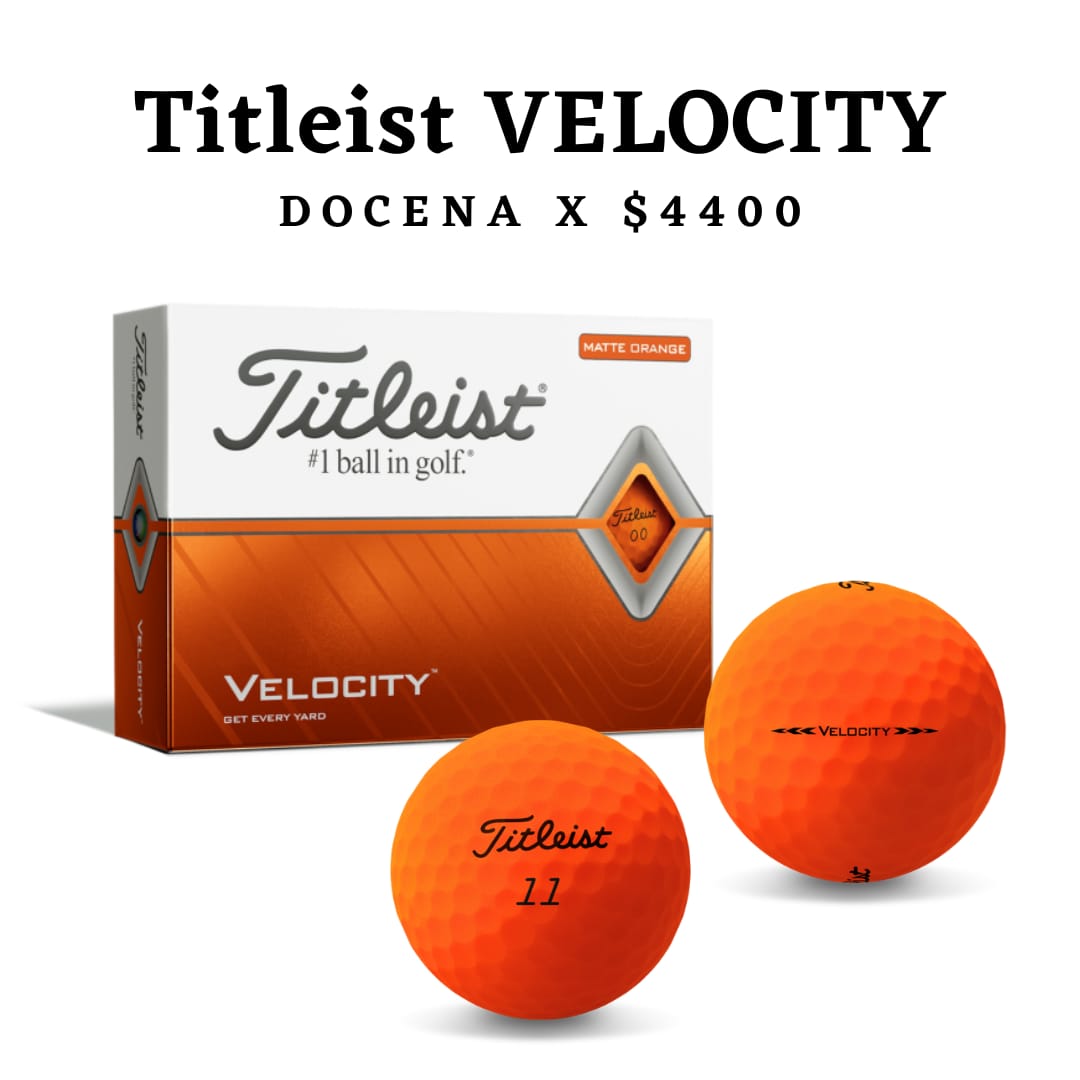 Titleist VELOCITY
DOCENA X $4400
Titleist
MATTE ORANGE
Titleist®
#1 ball in golf.®
Titleist
00
VELOCITY
VELOCITY™
GET EVERY YARD
VELOCITY
Titleist
11